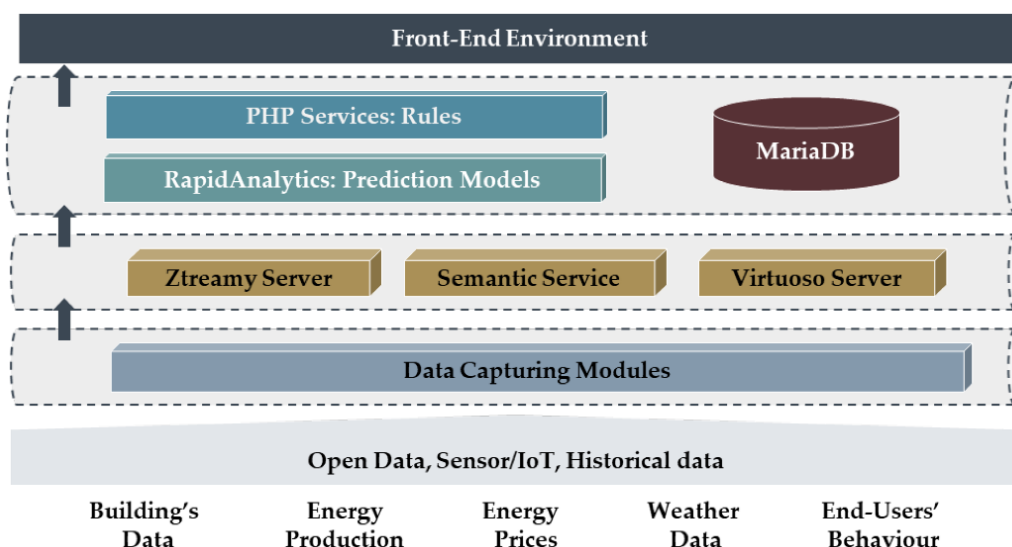 Front-End Environment
PHP Services: Rules
MariaDB
RapidAnalytics: Prediction Models
Ztreamy Server
Semantic Service
Virtuoso Server
Data Capturing Modules
Open Data, Sensor/IoT, Historical data
Building's
Data
Energy
Production
Energy
Prices
Weather
Data
End-Users'
Behaviour